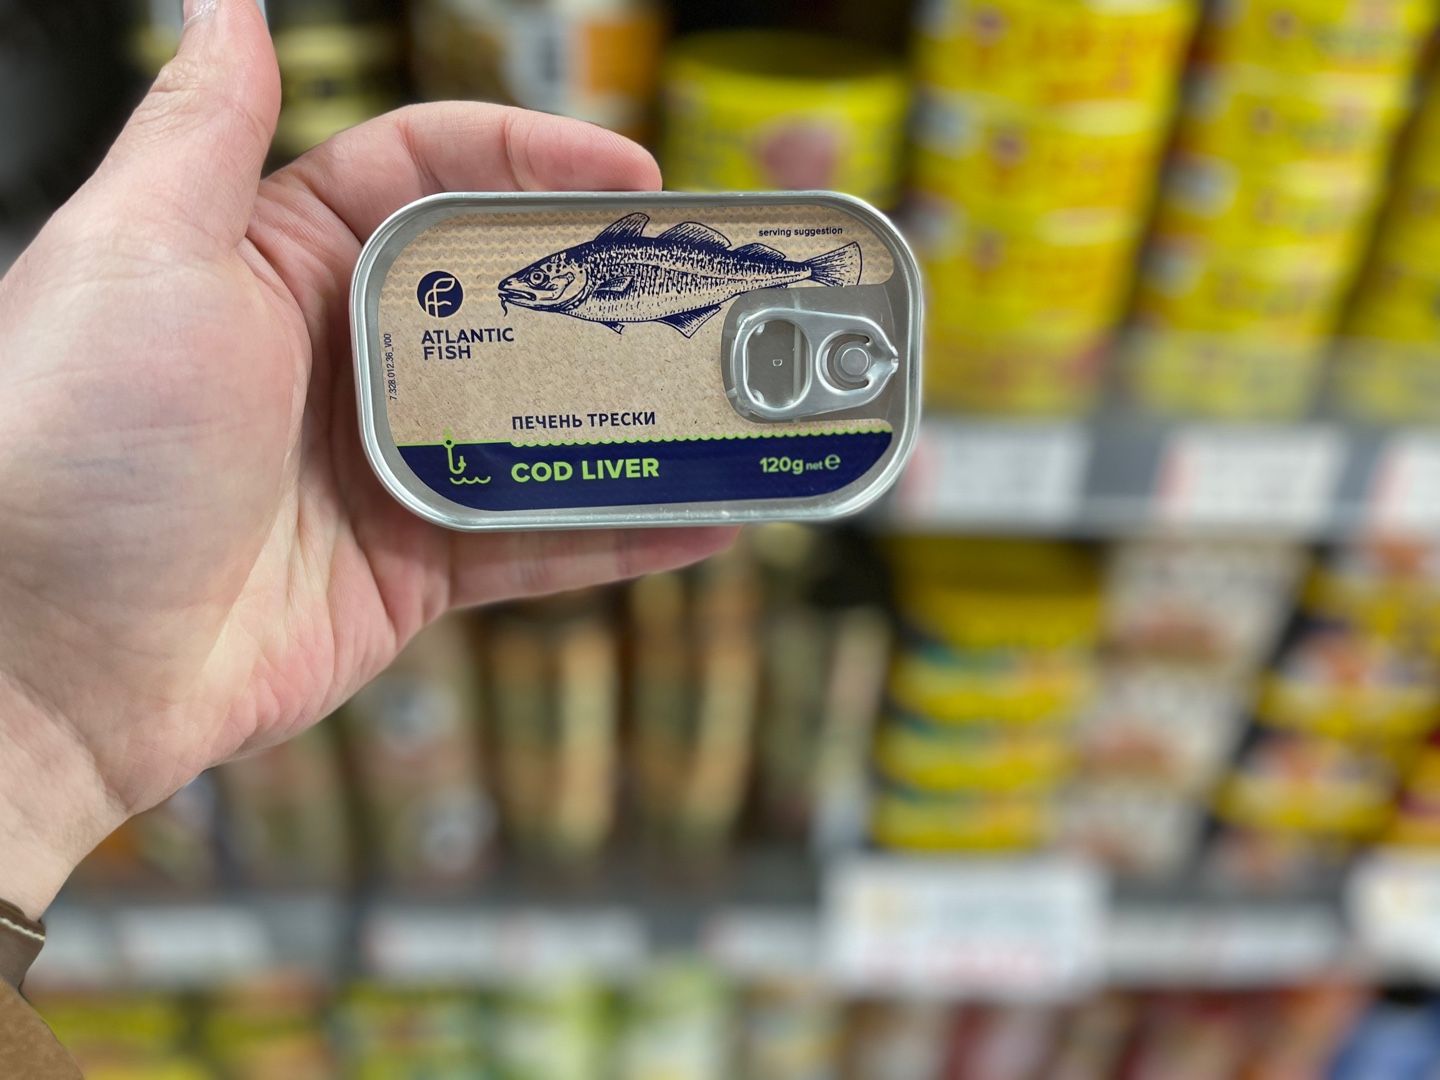 serving suggestion
ATLANTIC
FISH
7.328.012.36_V00
ПЕЧЕНЬ ТРЕСКИ
COD LIVER
120g net e